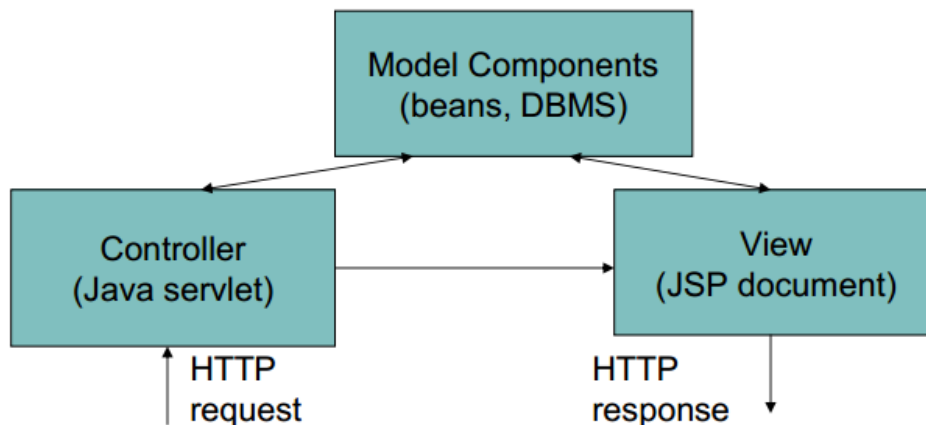 Model Components
(beans, DBMS)
Controller
(Java servlet)
View
(JSP document)
HTTP
request
HTTP
response